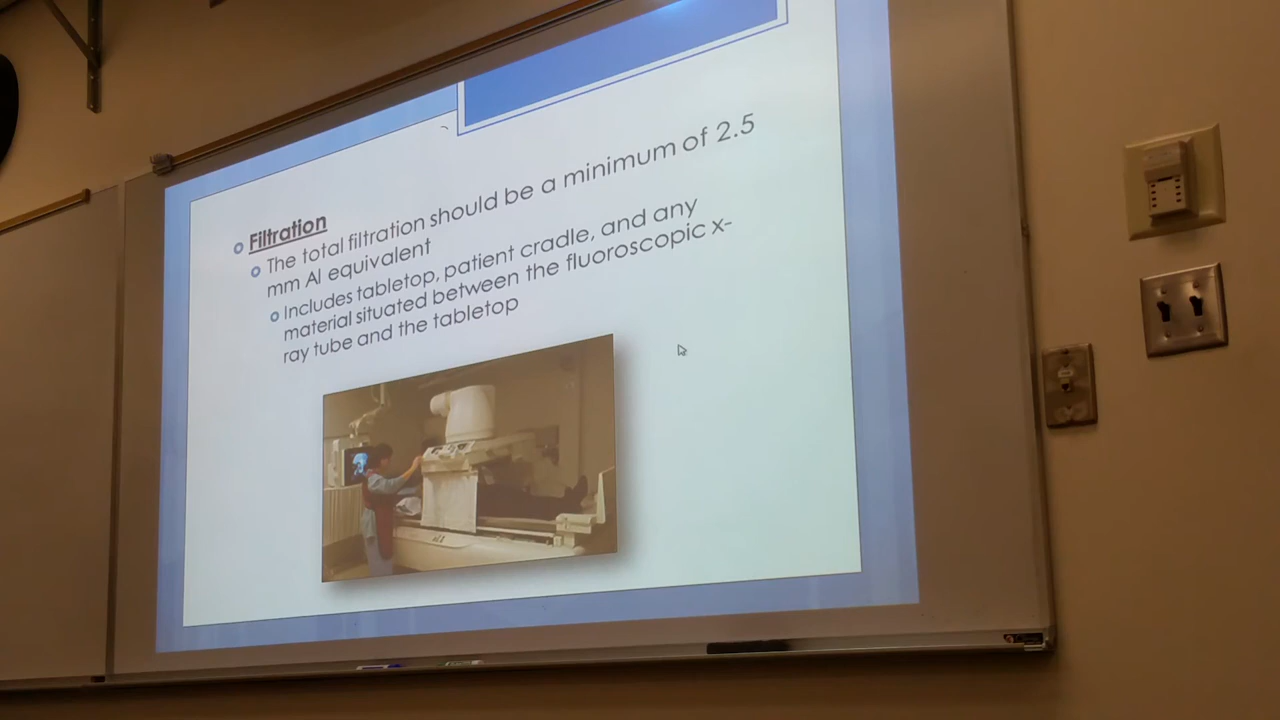 Filtration
The total filtration should be a minimum of 2.5
mm Al equivalent
Includes tabletop, patient cradle, and any
material situated between the fluoroscopic x-
ray tube and the tabletop